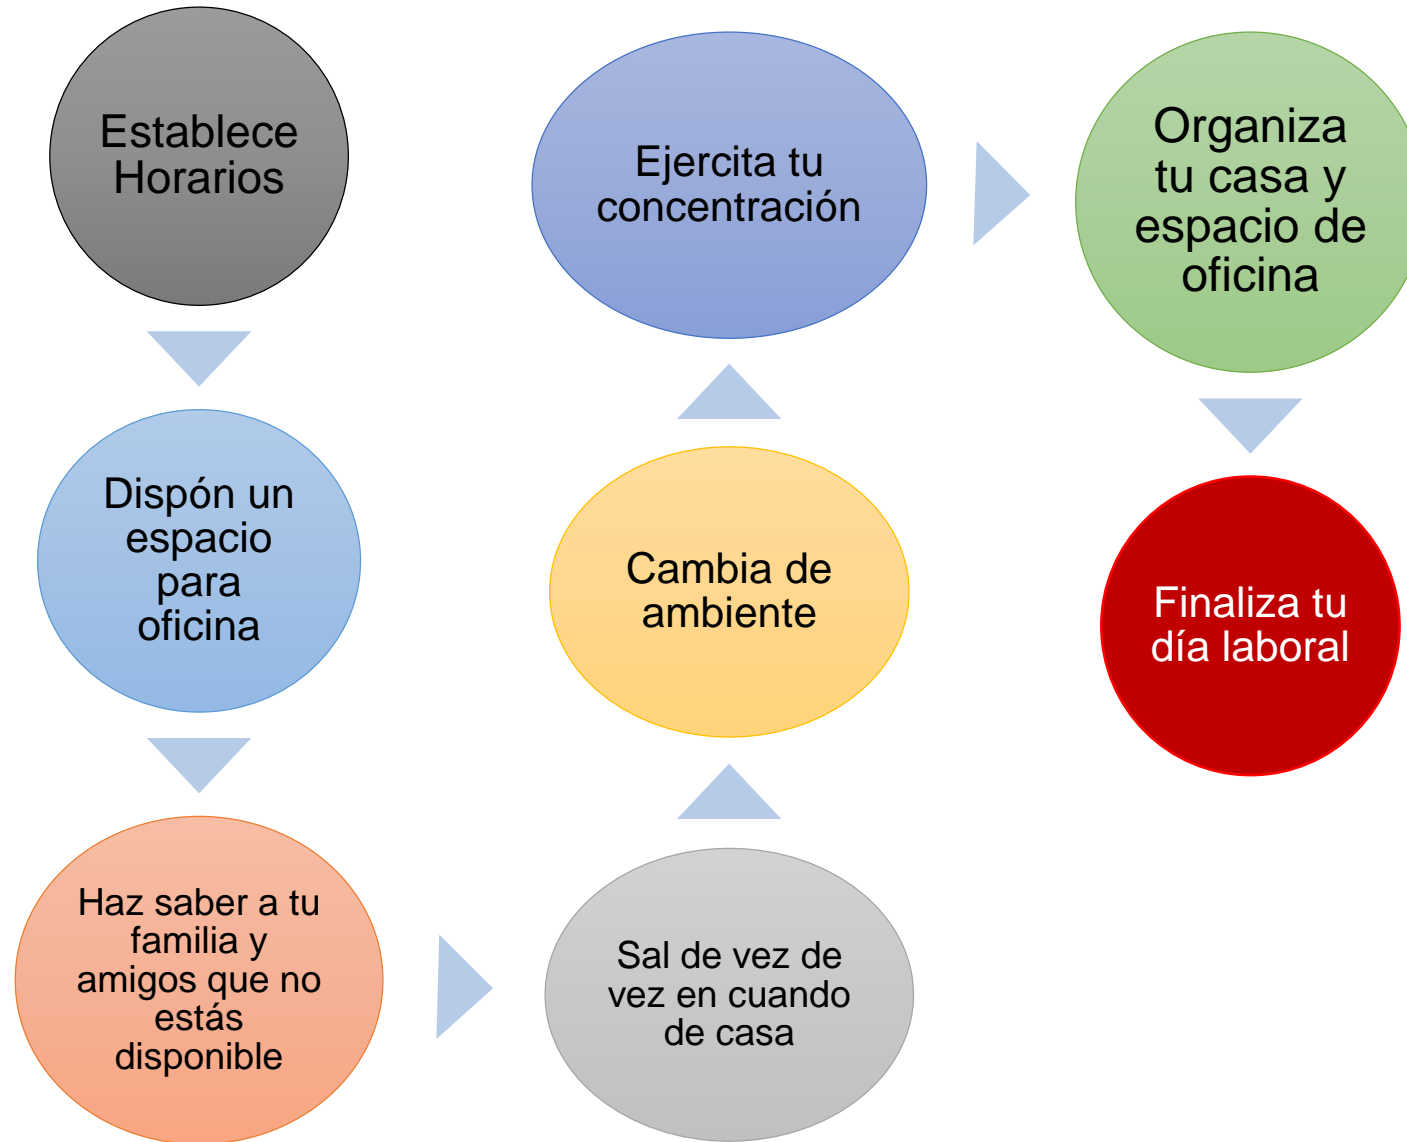 Establece
Horarios
Dispón un
espacio
para
oficina
Haz saber a tu
familia y
amigos que no
estás
disponible
Sal de vez de
vez en cuando
de casa
Cambia de
ambiente
Ejercita tu
concentración
Organiza
tu casa y
espacio de
oficina
Finaliza tu
día laboral